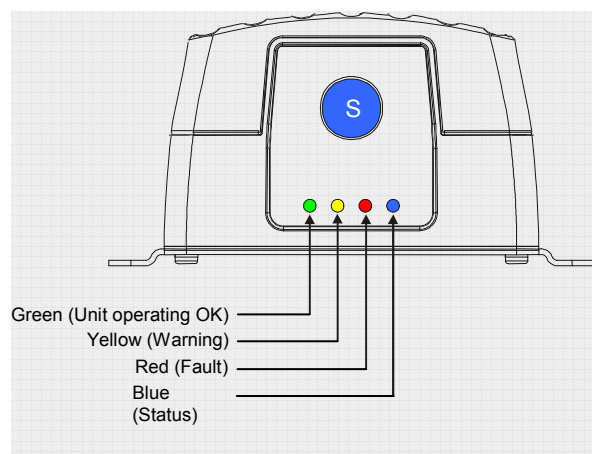 S
Green (Unit operating OK)
Yellow (Warning)
Red (Fault)
Blue
(Status)